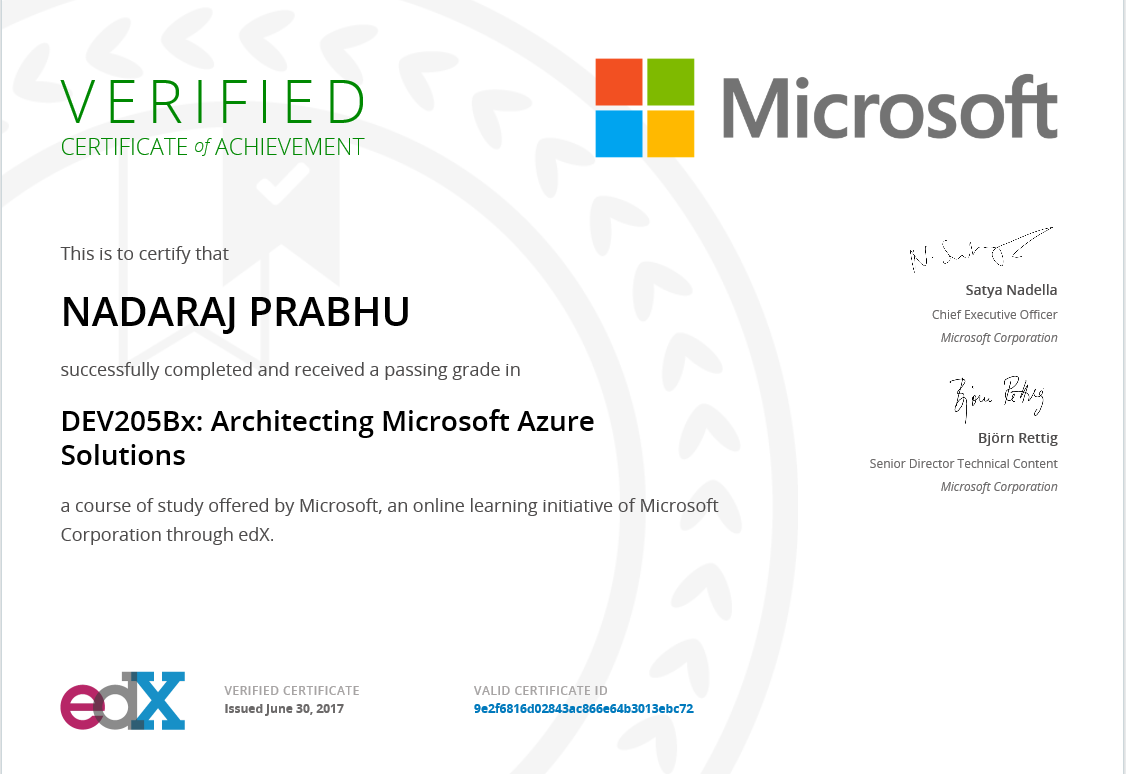 VERIFIED
CERTIFICATE of ACHIEVEMENT
Microsoft
This is to certify that
NADARAJ PRABHU
successfully completed and received a passing grade in
DEV205Bx: Architecting Microsoft Azure
Solutions
a course of study offered by Microsoft, an online learning initiative of Microsoft
Corporation through edX.
N. Satya
Satya Nadella
Chief Executive Officer
Microsoft Corporation
Björn Rettig
Björn Rettig
Senior Director Technical Content
Microsoft Corporation
edX
VERIFIED CERTIFICATE
Issued June 30, 2017
VALID CERTIFICATE ID
9e2f6816d02843ac866e64b3013ebc72